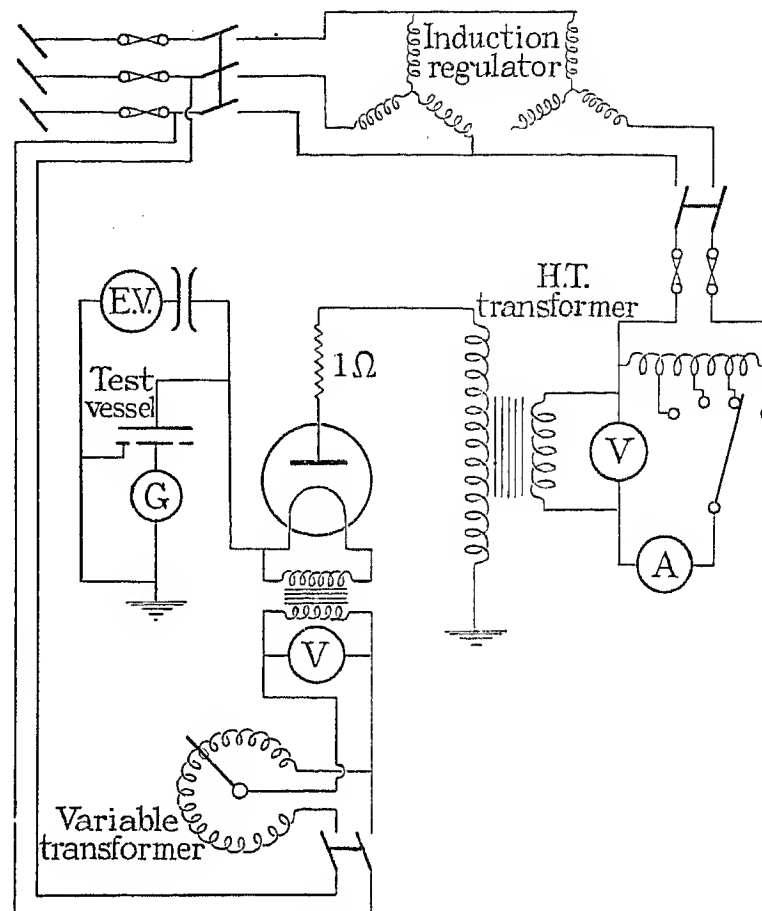 Induction
regulator
H.T.
transformer
E.V.
1Ω
Test
vessel
V
G
A
V
Variable
transformer